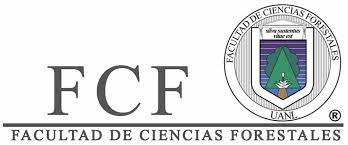 FCF
FACULTAD DE CIENCIAS FORESTALES
silva sustentus
vitae est
UANL
®
FACULTAD DE CIENCIAS FORESTALES